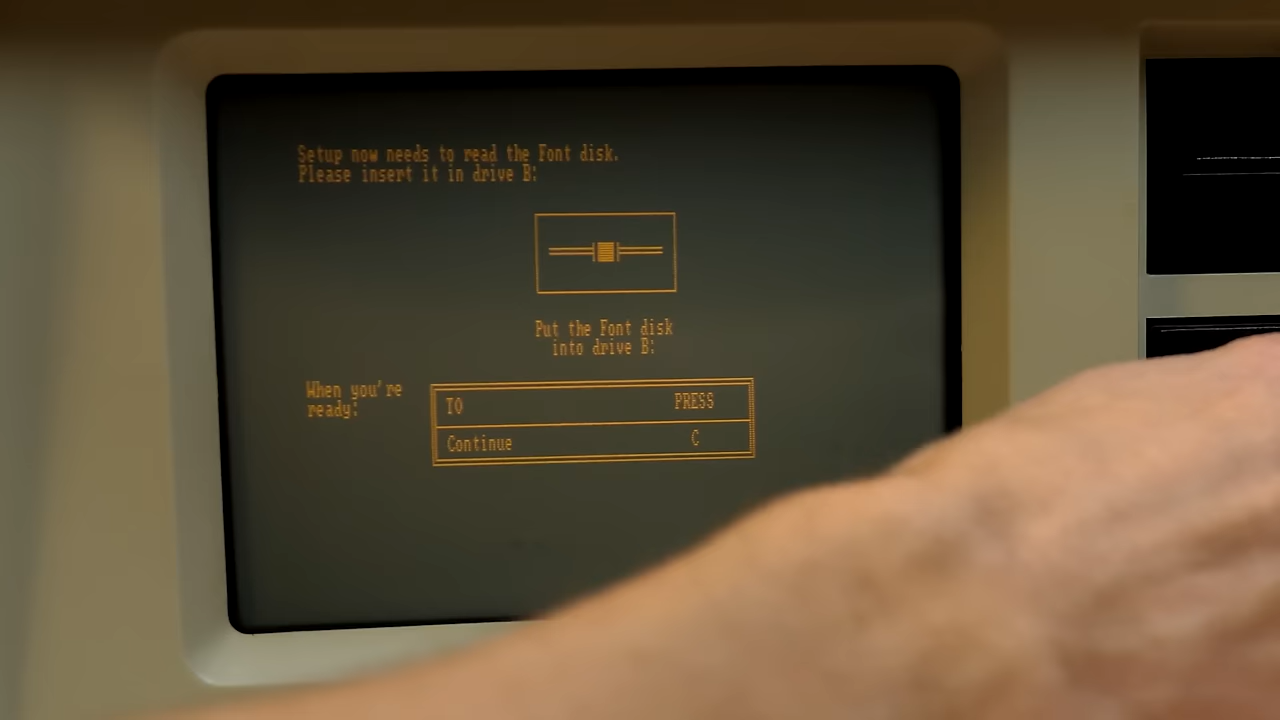 Setup now needs to read the Font disk.
Please insert it in drive B:
Put the Font disk
into drive B:
When you're
ready:
TO PRESS
Continue C